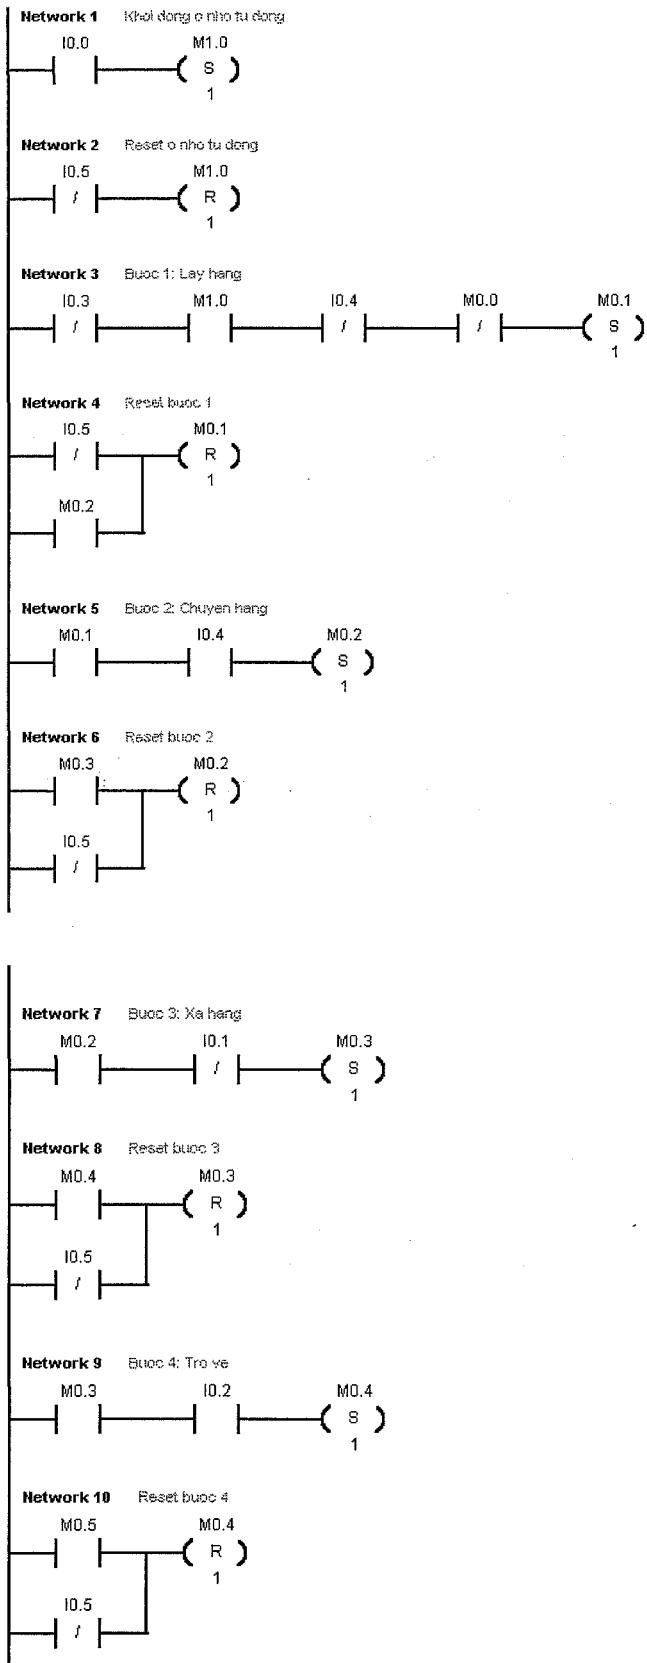 Network 1 Khoi dong o nho tu dong
I0.0 M1.0
S
1
Network 2 Reset o nho tu dong
I0.5 M1.0
/ R
1
Network 3 Buoc 1: Lay hang
I0.3 M1.0 I0.4 M0.0 M0.1
/ / / S
1
Network 4 Reset buoc 1
I0.5 M0.1
/ R
1
M0.2
Network 5 Buoc 2: Chuyen hang
M0.1 I0.4 M0.2
S
1
Network 6 Reset buoc 2
M0.3 M0.2
R
1
I0.5
/
Network 7 Buoc 3: Xa hang
M0.2 I0.1 M0.3
/ S
1
Network 8 Reset buoc 3
M0.4 M0.3
R
1
I0.5
/
Network 9 Buoc 4: Tro ve
M0.3 I0.2 M0.4
S
1
Network 10 Reset buoc 4
M0.5 M0.4
R
1
I0.5
/